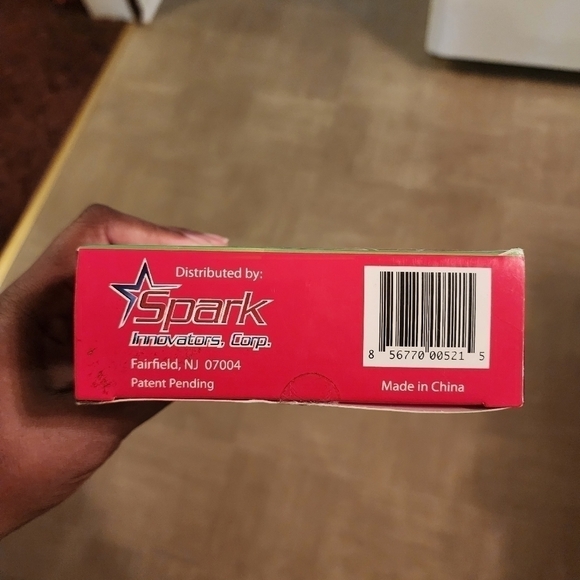 Distributed by:
Spark
Innovators, Corp.
Fairfield, NJ 07004
Patent Pending
8 56770 00521 5
Made in China